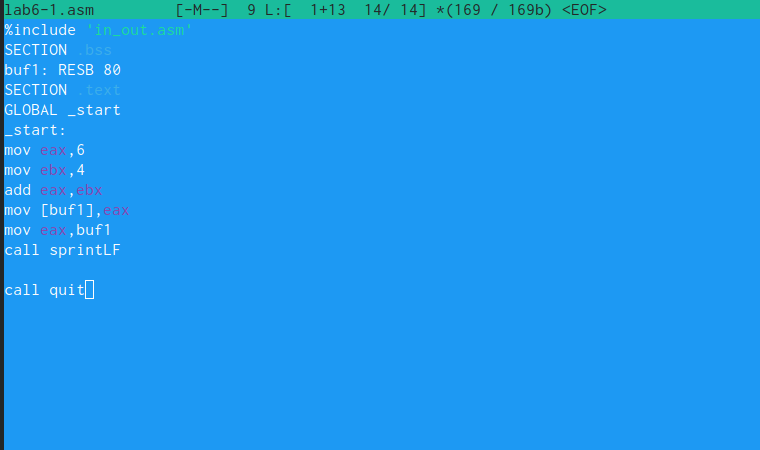 lab6-1.asm [-M--] 9 L:[ 1+13 14/ 14] *(169 / 169b) <EOF>
%include 'in_out.asm'
SECTION .bss
buf1: RESB 80
SECTION .text
GLOBAL _start
_start:
mov eax,6
mov ebx,4
add eax,ebx
mov [buf1],eax
mov eax,buf1
call sprintLF
call quit